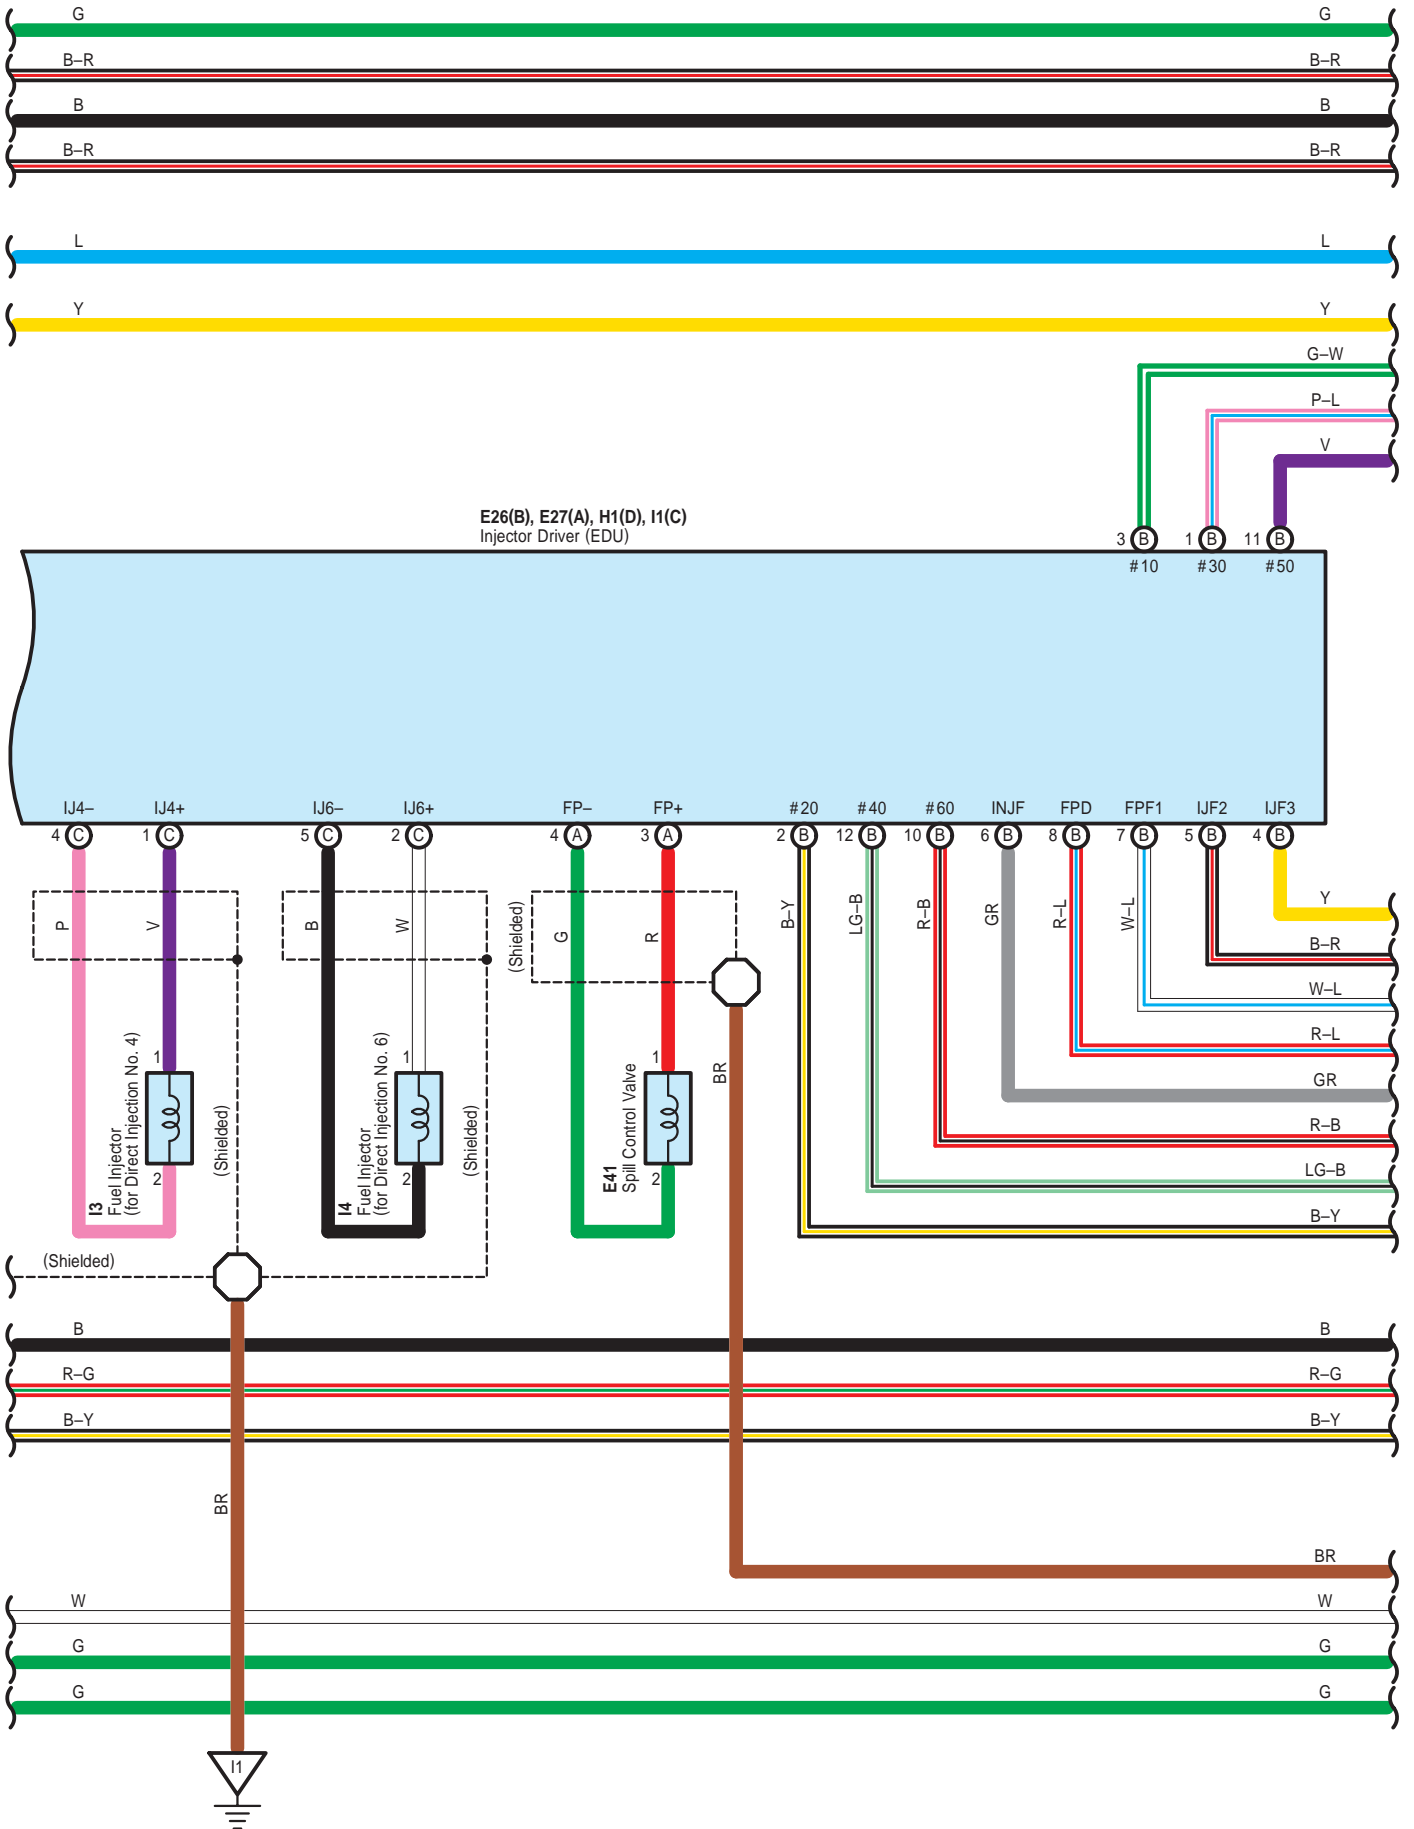 G G
B–R B–R
B B
B–R B–R
L L
Y Y
G–W
P–L
V
E26(B), E27(A), H1(D), I1(C)
Injector Driver (EDU)
3 B 1 B 11 B
#10 #30 #50
IJ4– IJ4+ IJ6– IJ6+ FP– FP+ #20 #40 #60 INJF FPD FPF1 IJF2 IJF3
4 C 1 C 5 C 2 C 4 A 3 A 2 B 12 B 10 B 6 B 8 B 7 B 5 B 4 B
P V B W (Shielded) G R B–Y LG–B R–B GR R–L W–L
Y
B–R
W–L
R–L
GR
R–B
LG–B
B–Y
1 1 1
I3
Fuel Injector
(for Direct Injection No. 4)
2
(Shielded)
I4
Fuel Injector
(for Direct Injection No. 6)
2
(Shielded)
E41
Spill Control Valve
2
BR
(Shielded)
B B
R–G R–G
B–Y B–Y
BR
BR
W W
G G
G G
I1